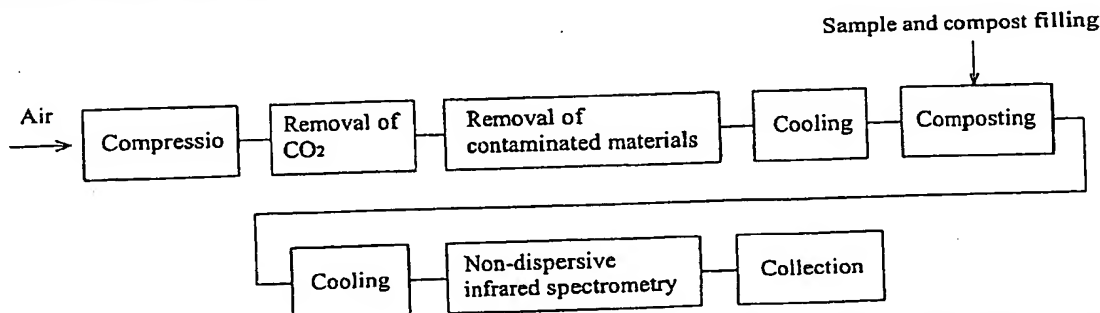 Sample and compost filling
Air
Compressio
Removal of
CO2
Removal of
contaminated materials
Cooling
Composting
Cooling
Non-dispersive
infrared spectrometry
Collection